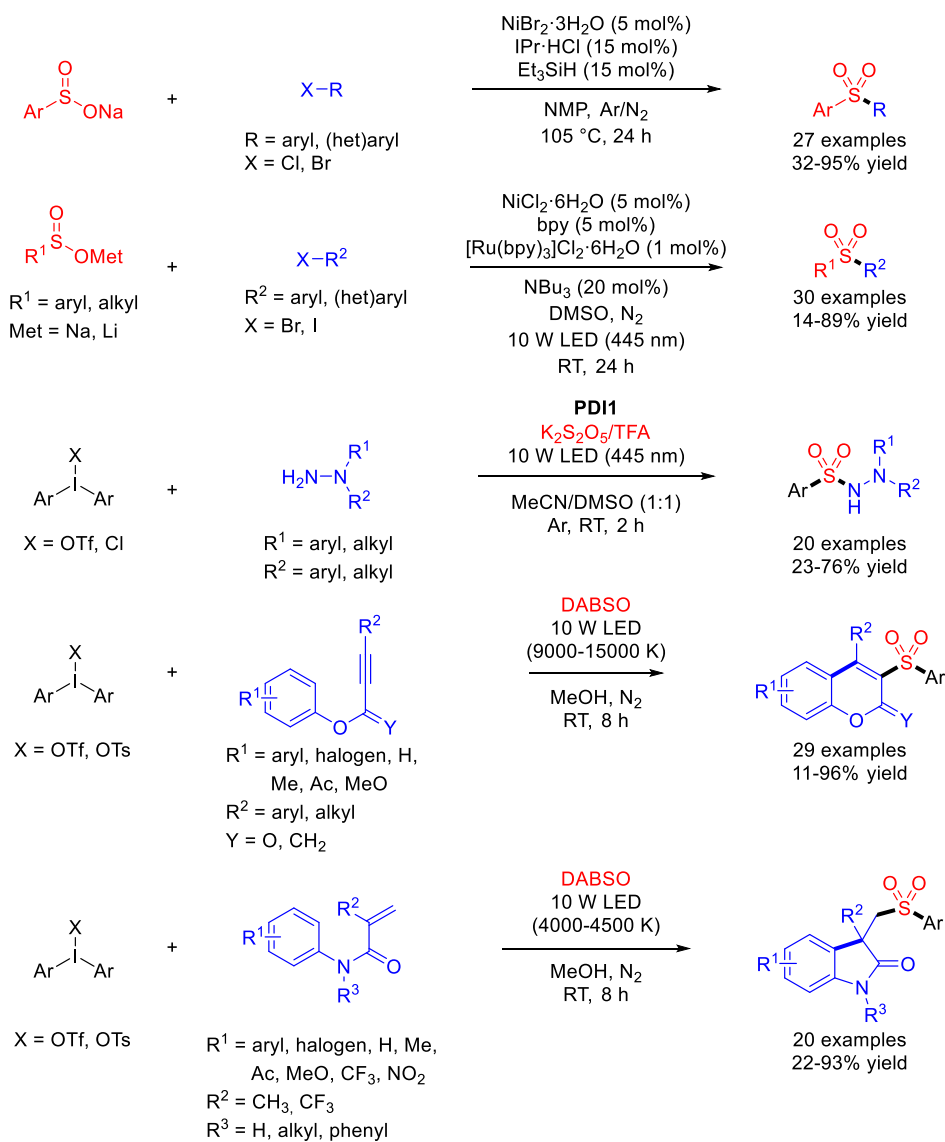 NiBr₂·3H₂O (5 mol%)
IPr·HCl (15 mol%)
Et₃SiH (15 mol%)
NMP, Ar/N₂
105 °C, 24 h
O
S
Ar
ONa
+
X–R
R = aryl, (het)aryl
X = Cl, Br
O O
S
Ar R
27 examples
32-95% yield
NiCl₂·6H₂O (5 mol%)
bpy (5 mol%)
[Ru(bpy)₃]Cl₂·6H₂O (1 mol%)
NBu₃ (20 mol%)
DMSO, N₂
10 W LED (445 nm)
RT, 24 h
O
S
R¹ OMet
R¹ = aryl, alkyl
Met = Na, Li
+
X–R²
R² = aryl, (het)aryl
X = Br, I
O O
S
R¹ R²
30 examples
14-89% yield
PDI1
K₂S₂O₅/TFA
10 W LED (445 nm)
MeCN/DMSO (1:1)
Ar, RT, 2 h
X
I
Ar Ar
X = OTf, Cl
+
R¹
H₂N–N
R²
R¹ = aryl, alkyl
R² = aryl, alkyl
O O R¹
S N
Ar N R²
H
20 examples
23-76% yield
DABSO
10 W LED
(9000-15000 K)
MeOH, N₂
RT, 8 h
X
I
Ar Ar
X = OTf, OTs
+
R²
R¹
O Y
R¹ = aryl, halogen, H,
Me, Ac, MeO
R² = aryl, alkyl
Y = O, CH₂
R² O O
S
Ar
R¹
O Y
29 examples
11-96% yield
DABSO
10 W LED
(4000-4500 K)
MeOH, N₂
RT, 8 h
X
I
Ar Ar
X = OTf, OTs
+
R²
R¹
N O
R³
R¹ = aryl, halogen, H, Me,
Ac, MeO, CF₃, NO₂
R² = CH₃, CF₃
R³ = H, alkyl, phenyl
O O
S
R² Ar
R¹
O
N
R³
20 examples
22-93% yield